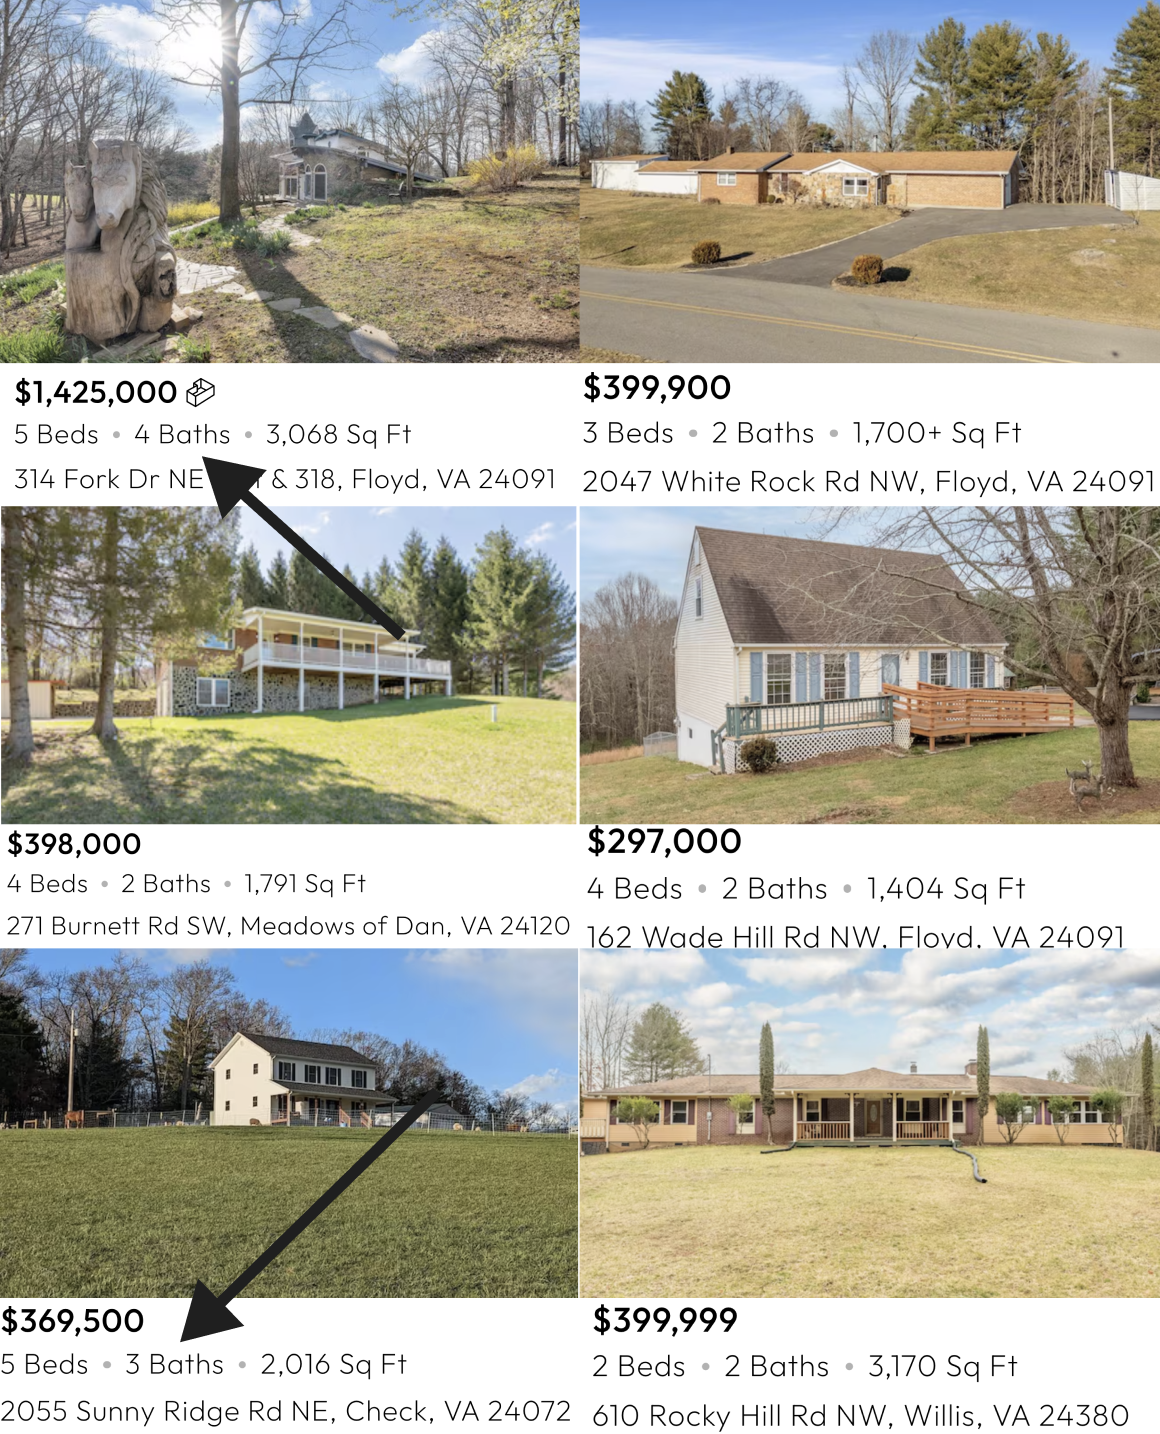 $1,425,000
5 Beds • 4 Baths • 3,068 Sq Ft
314 Fork Dr NE & 318, Floyd, VA 24091
$399,900
3 Beds • 2 Baths • 1,700+ Sq Ft
2047 White Rock Rd NW, Floyd, VA 24091
$398,000
4 Beds • 2 Baths • 1,791 Sq Ft
271 Burnett Rd SW, Meadows of Dan, VA 24120
$297,000
4 Beds • 2 Baths • 1,404 Sq Ft
162 Wade Hill Rd NW, Floyd, VA 24091
$369,500
5 Beds • 3 Baths • 2,016 Sq Ft
2055 Sunny Ridge Rd NE, Check, VA 24072
$399,999
2 Beds • 2 Baths • 3,170 Sq Ft
610 Rocky Hill Rd NW, Willis, VA 24380